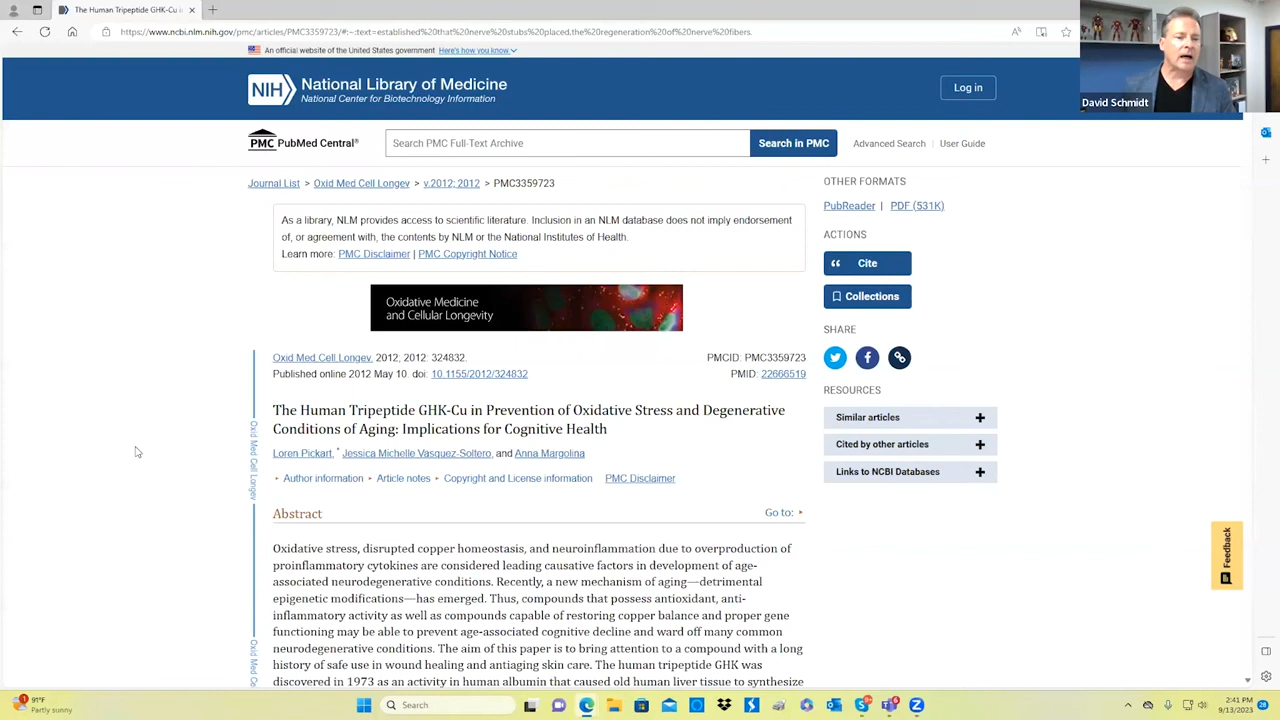 The Human Tripeptide GHK-Cu in
https://www.ncbi.nlm.nih.gov/pmc/articles/PMC3359723/#:~:text=established%20that%20nerve%20stubs%20placed,the%20regeneration%20of%20nerve%20fibers.
An official website of the United States government Here's how you know
David Schmidt
NIH National Library of Medicine
National Center for Biotechnology Information
Log in
PMC PubMed Central®
Search PMC Full-Text Archive
Search in PMC
Advanced Search | User Guide
Journal List > Oxid Med Cell Longev > v.2012; 2012 > PMC3359723
As a library, NLM provides access to scientific literature. Inclusion in an NLM database does not imply endorsement
of, or agreement with, the contents by NLM or the National Institutes of Health.
Learn more: PMC Disclaimer | PMC Copyright Notice
Oxidative Medicine
and Cellular Longevity
Oxid Med Cell Longev. 2012; 2012: 324832.
PMCID: PMC3359723
Published online 2012 May 10. doi: 10.1155/2012/324832
PMID: 22666519
The Human Tripeptide GHK-Cu in Prevention of Oxidative Stress and Degenerative
Conditions of Aging: Implications for Cognitive Health
Loren Pickart, * Jessica Michelle Vasquez-Soltero, and Anna Margolina
Author information Article notes Copyright and License information PMC Disclaimer
Abstract
Go to:
Oxidative stress, disrupted copper homeostasis, and neuroinflammation due to overproduction of
proinflammatory cytokines are considered leading causative factors in development of age-
associated neurodegenerative conditions. Recently, a new mechanism of aging—detrimental
epigenetic modifications—has emerged. Thus, compounds that possess antioxidant, anti-
inflammatory activity as well as compounds capable of restoring copper balance and proper gene
functioning may be able to prevent age-associated cognitive decline and ward off many common
neurodegenerative conditions. The aim of this paper is to bring attention to a compound with a long
history of safe use in wound healing and antiaging skin care. The human tripeptide GHK was
discovered in 1973 as an activity in human albumin that caused old human liver tissue to synthesize
Oxid Med Cell Longev
Oxid Med Ce
OTHER FORMATS
PubReader | PDF (531K)
ACTIONS
Cite
Collections
SHARE
RESOURCES
Similar articles
Cited by other articles
Links to NCBI Databases
Feedback
91°F
Partly sunny
Search
2:41 PM
9/13/2023